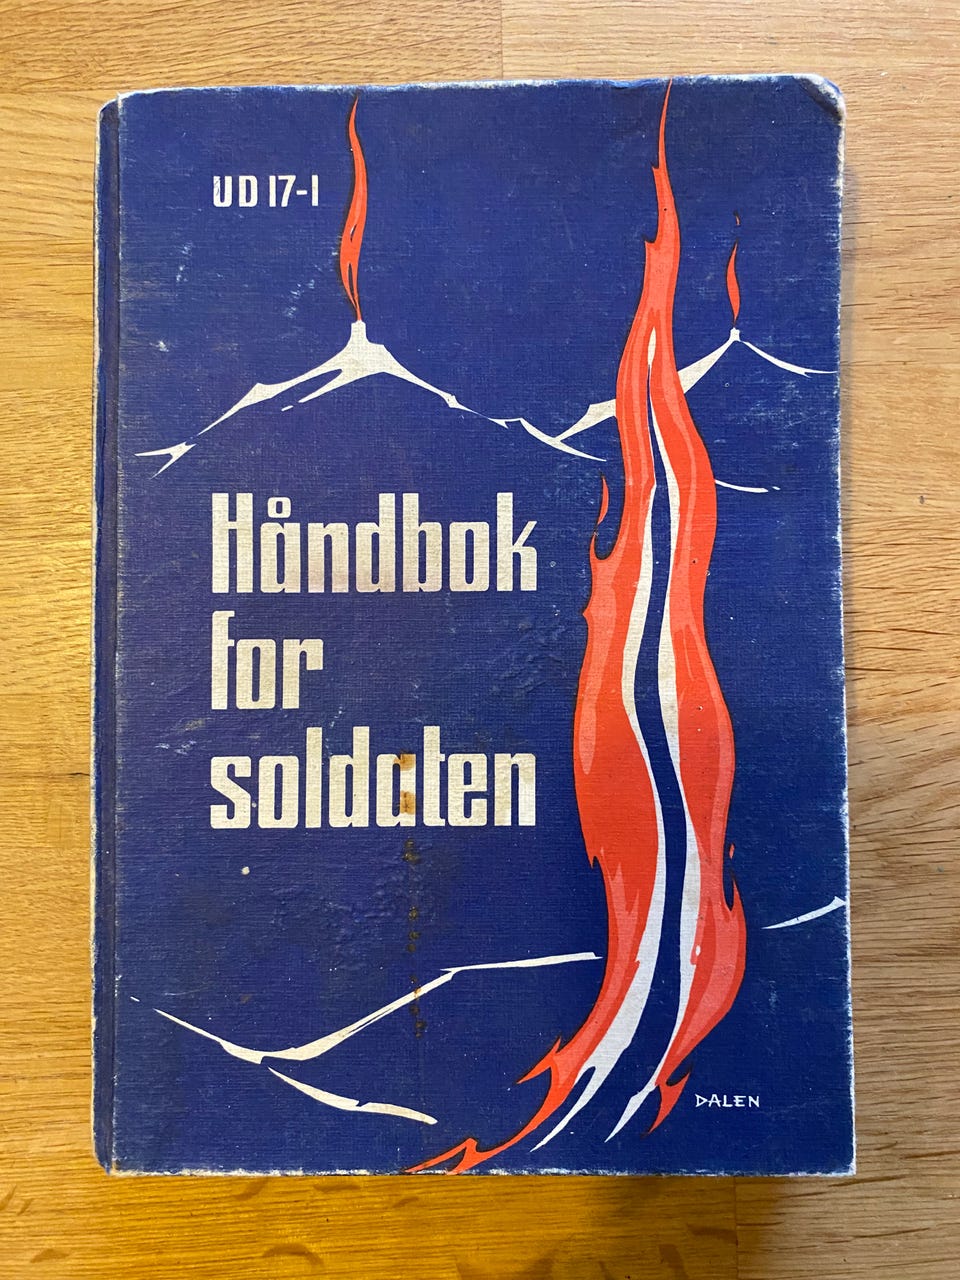 UD 17-1
Håndbok
for
soldaten
DALEN